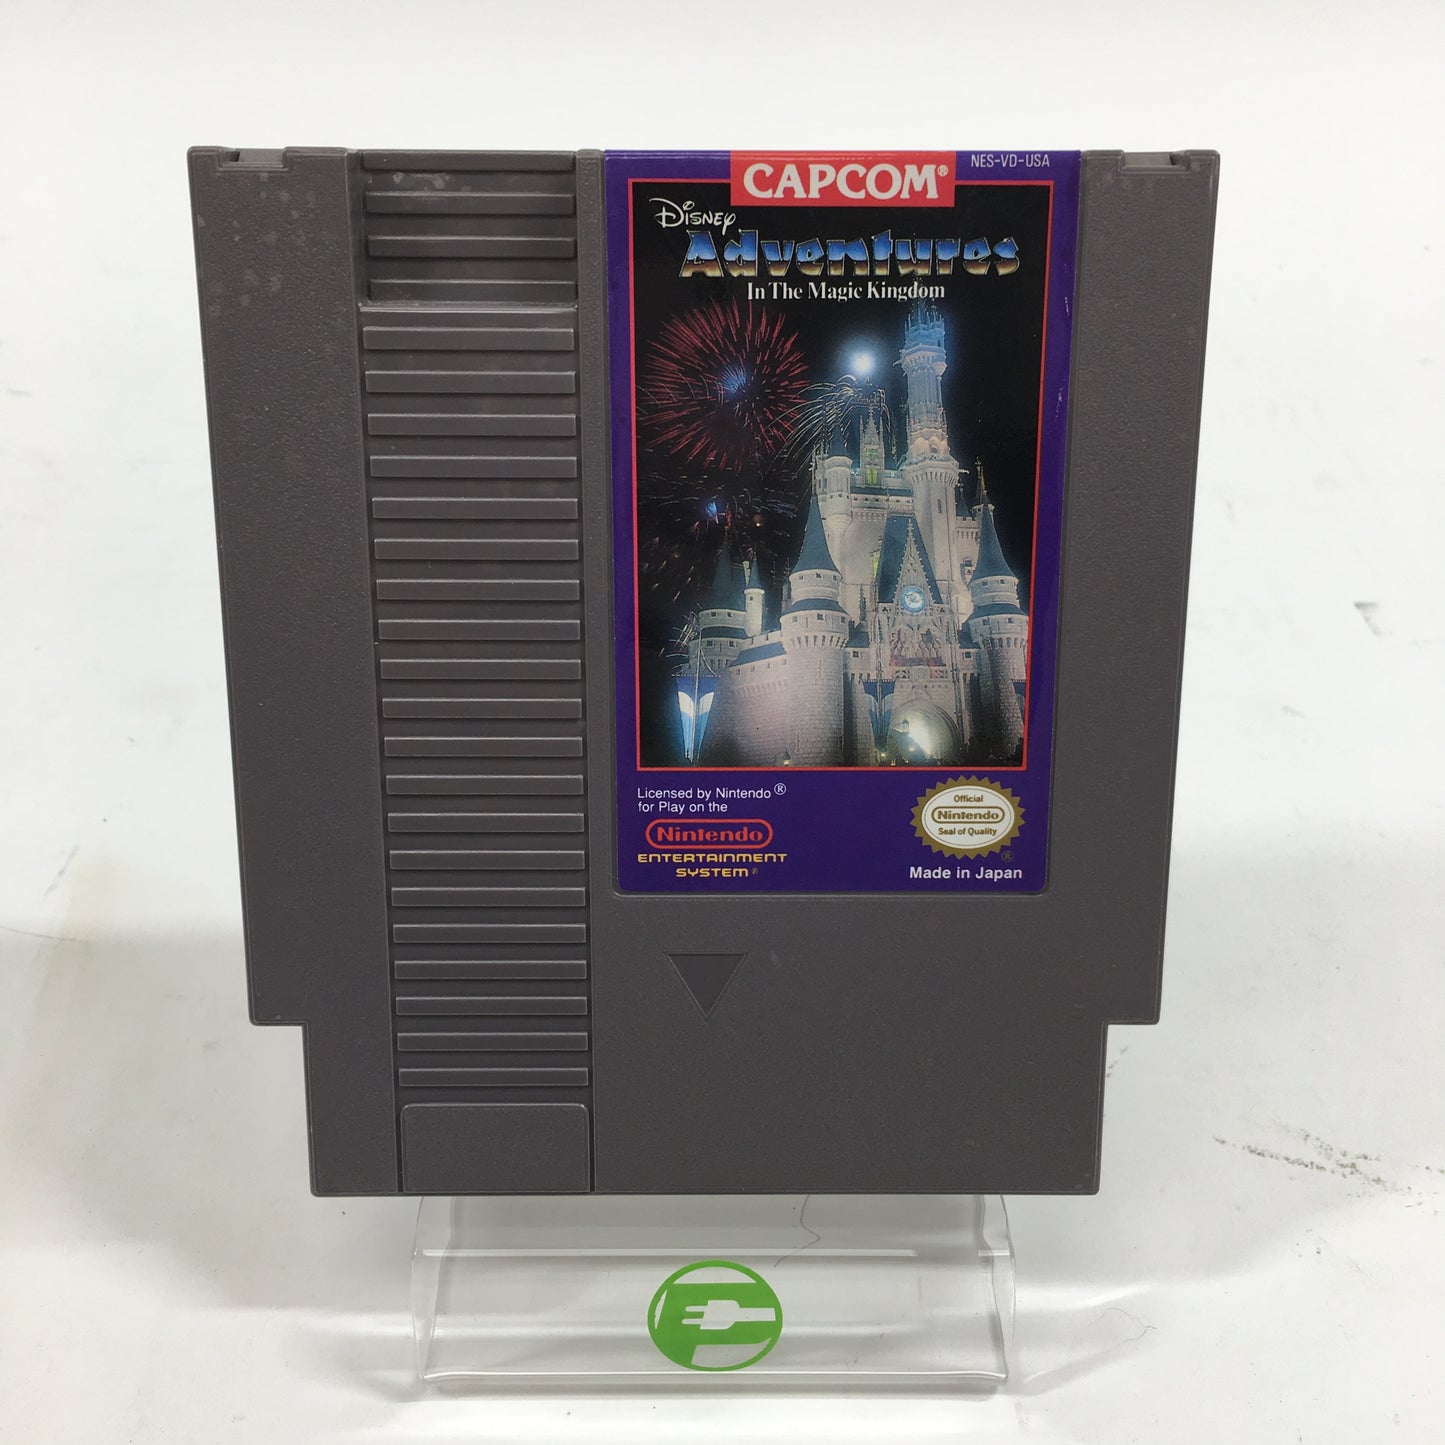 CAPCOM®
NES-VD-USA
Disney
Adventures
In The Magic Kingdom
Licensed by Nintendo®
for Play on the
Nintendo
ENTERTAINMENT
SYSTEM®
Official
Nintendo
Seal of Quality
®
Made in Japan